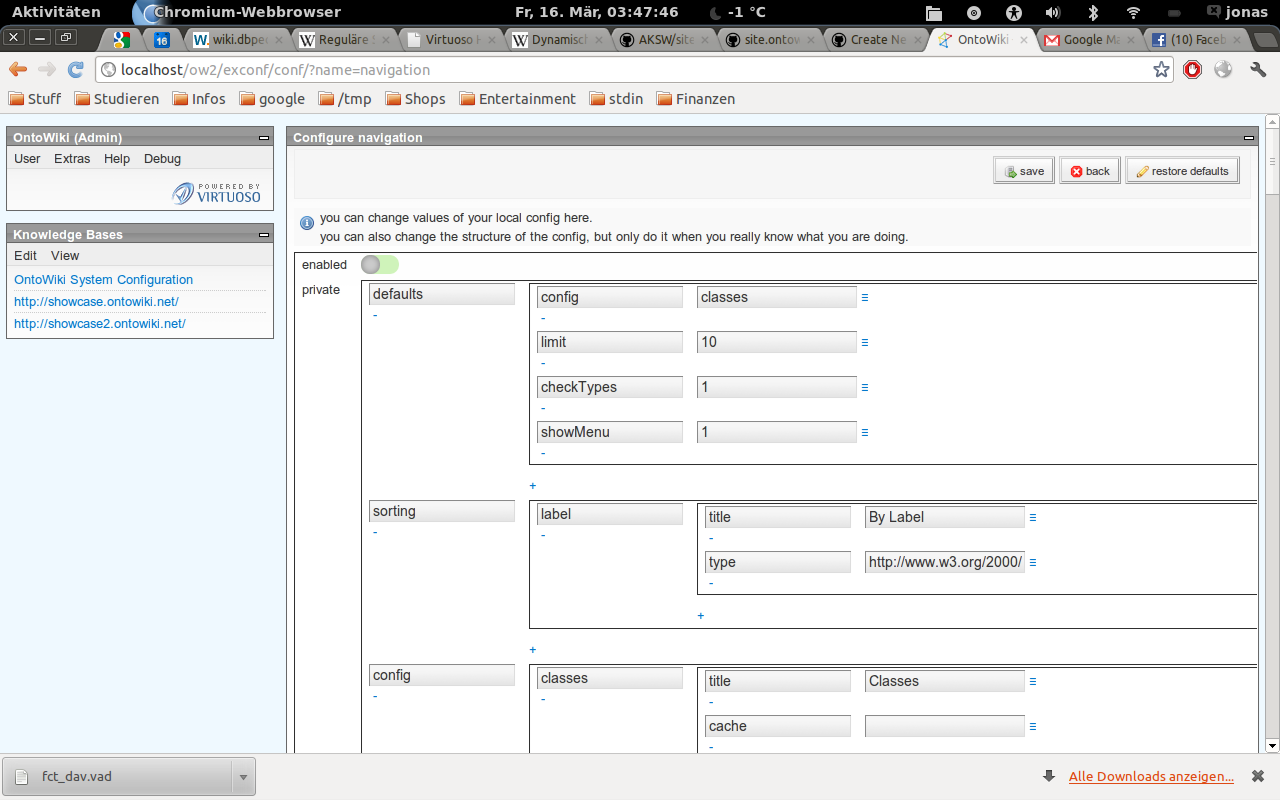 Aktivitäten Chromium-Webbrowser Fr, 16. Mär, 03:47:46 -1 °C jonas
16 wiki.dbpe Reguläre Virtuoso Dynamisch AKSW/site site.ontow Create Ne OntoWiki Google Ma (10) Faceb
localhost/ow2/exconf/conf/?name=navigation
Stuff Studieren Infos google /tmp Shops Entertainment stdin Finanzen
OntoWiki (Admin)
User Extras Help Debug
POWERED BY
VIRTUOSO
Knowledge Bases
Edit View
OntoWiki System Configuration
http://showcase.ontowiki.net/
http://showcase2.ontowiki.net/
Configure navigation
save back restore defaults
you can change values of your local config here.
you can also change the structure of the config, but only do it when you really know what you are doing.
enabled
private
defaults
-
config classes
-
limit 10
-
checkTypes 1
-
showMenu 1
-
+
sorting
-
label
-
title By Label
-
type http://www.w3.org/2000/
-
+
+
config
-
classes
-
title Classes
-
cache
-
fct_dav.vad
Alle Downloads anzeigen...